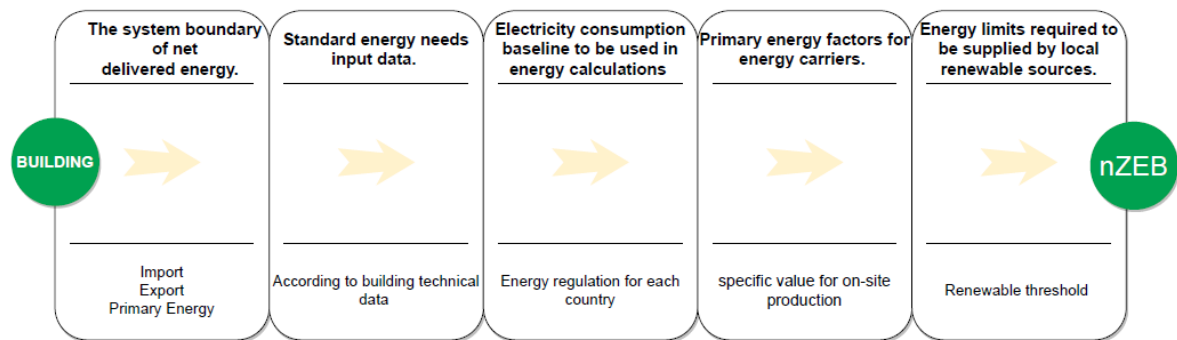 BUILDING
The system boundary
of net
delivered energy.
Import
Export
Primary Energy
Standard energy needs
input data.
According to building technical
data
Electricity consumption
baseline to be used in
energy calculations
Energy regulation for each
country
Primary energy factors for
energy carriers.
specific value for on-site
production
Energy limits required to
be supplied by local
renewable sources.
Renewable threshold
nZEB